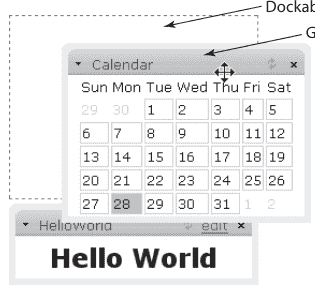 Dockab
G
Calendar
Sun Mon Tue Wed Thu Fri Sat
29 30 1 2 3 4 5
6 7 8 9 10 11 12
13 14 15 16 17 18 19
20 21 22 23 24 25 26
27 28 29 30 31 1 2
HelloWorld edit
Hello World